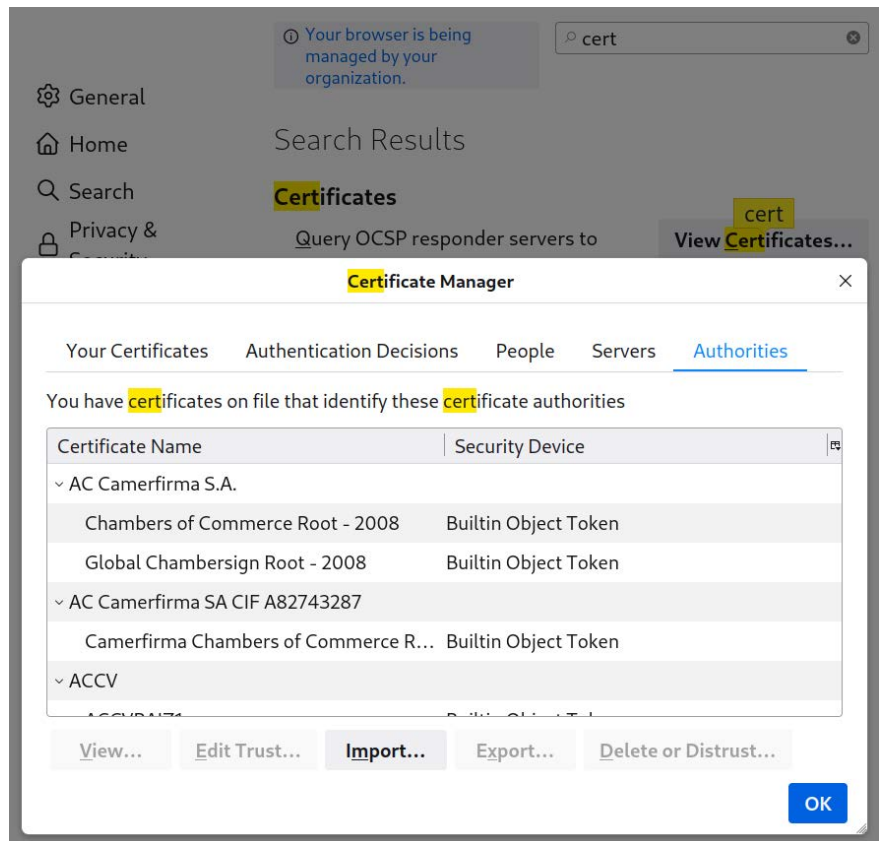 Your browser is being
managed by your
organization.
cert
General
Home
Search
Privacy &
Search Results
Certificates
Query OCSP responder servers to
cert
View Certificates...
Certificate Manager
Your Certificates
Authentication Decisions
People
Servers
Authorities
You have certificates on file that identify these certificate authorities
Certificate Name
Security Device
AC Camerfirma S.A.
Chambers of Commerce Root - 2008
Builtin Object Token
Global Chambersign Root - 2008
Builtin Object Token
AC Camerfirma SA CIF A82743287
Camerfirma Chambers of Commerce R...
Builtin Object Token
ACCV
View...
Edit Trust...
Import...
Export...
Delete or Distrust...
OK